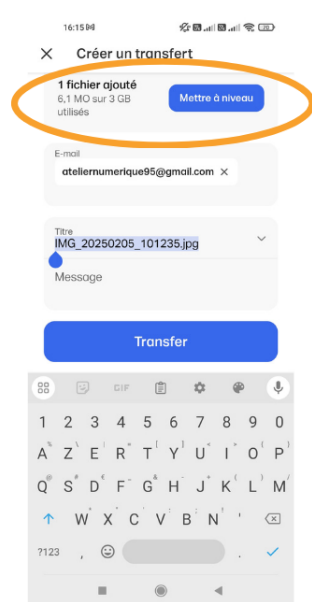 16:15
Créer un transfert
1 fichier ajouté
6,1 MO sur 3 GB
utilisés
Mettre à niveau
E-mail
ateliernumerique95@gmail.com ×
Titre
IMG_20250205_101235.jpg
Message
Transfer
GIF
1 2 3 4 5 6 7 8 9 0
A Z E R T Y U I O P
Q S D F G H J K L M
W X C V B N '
?123 , .